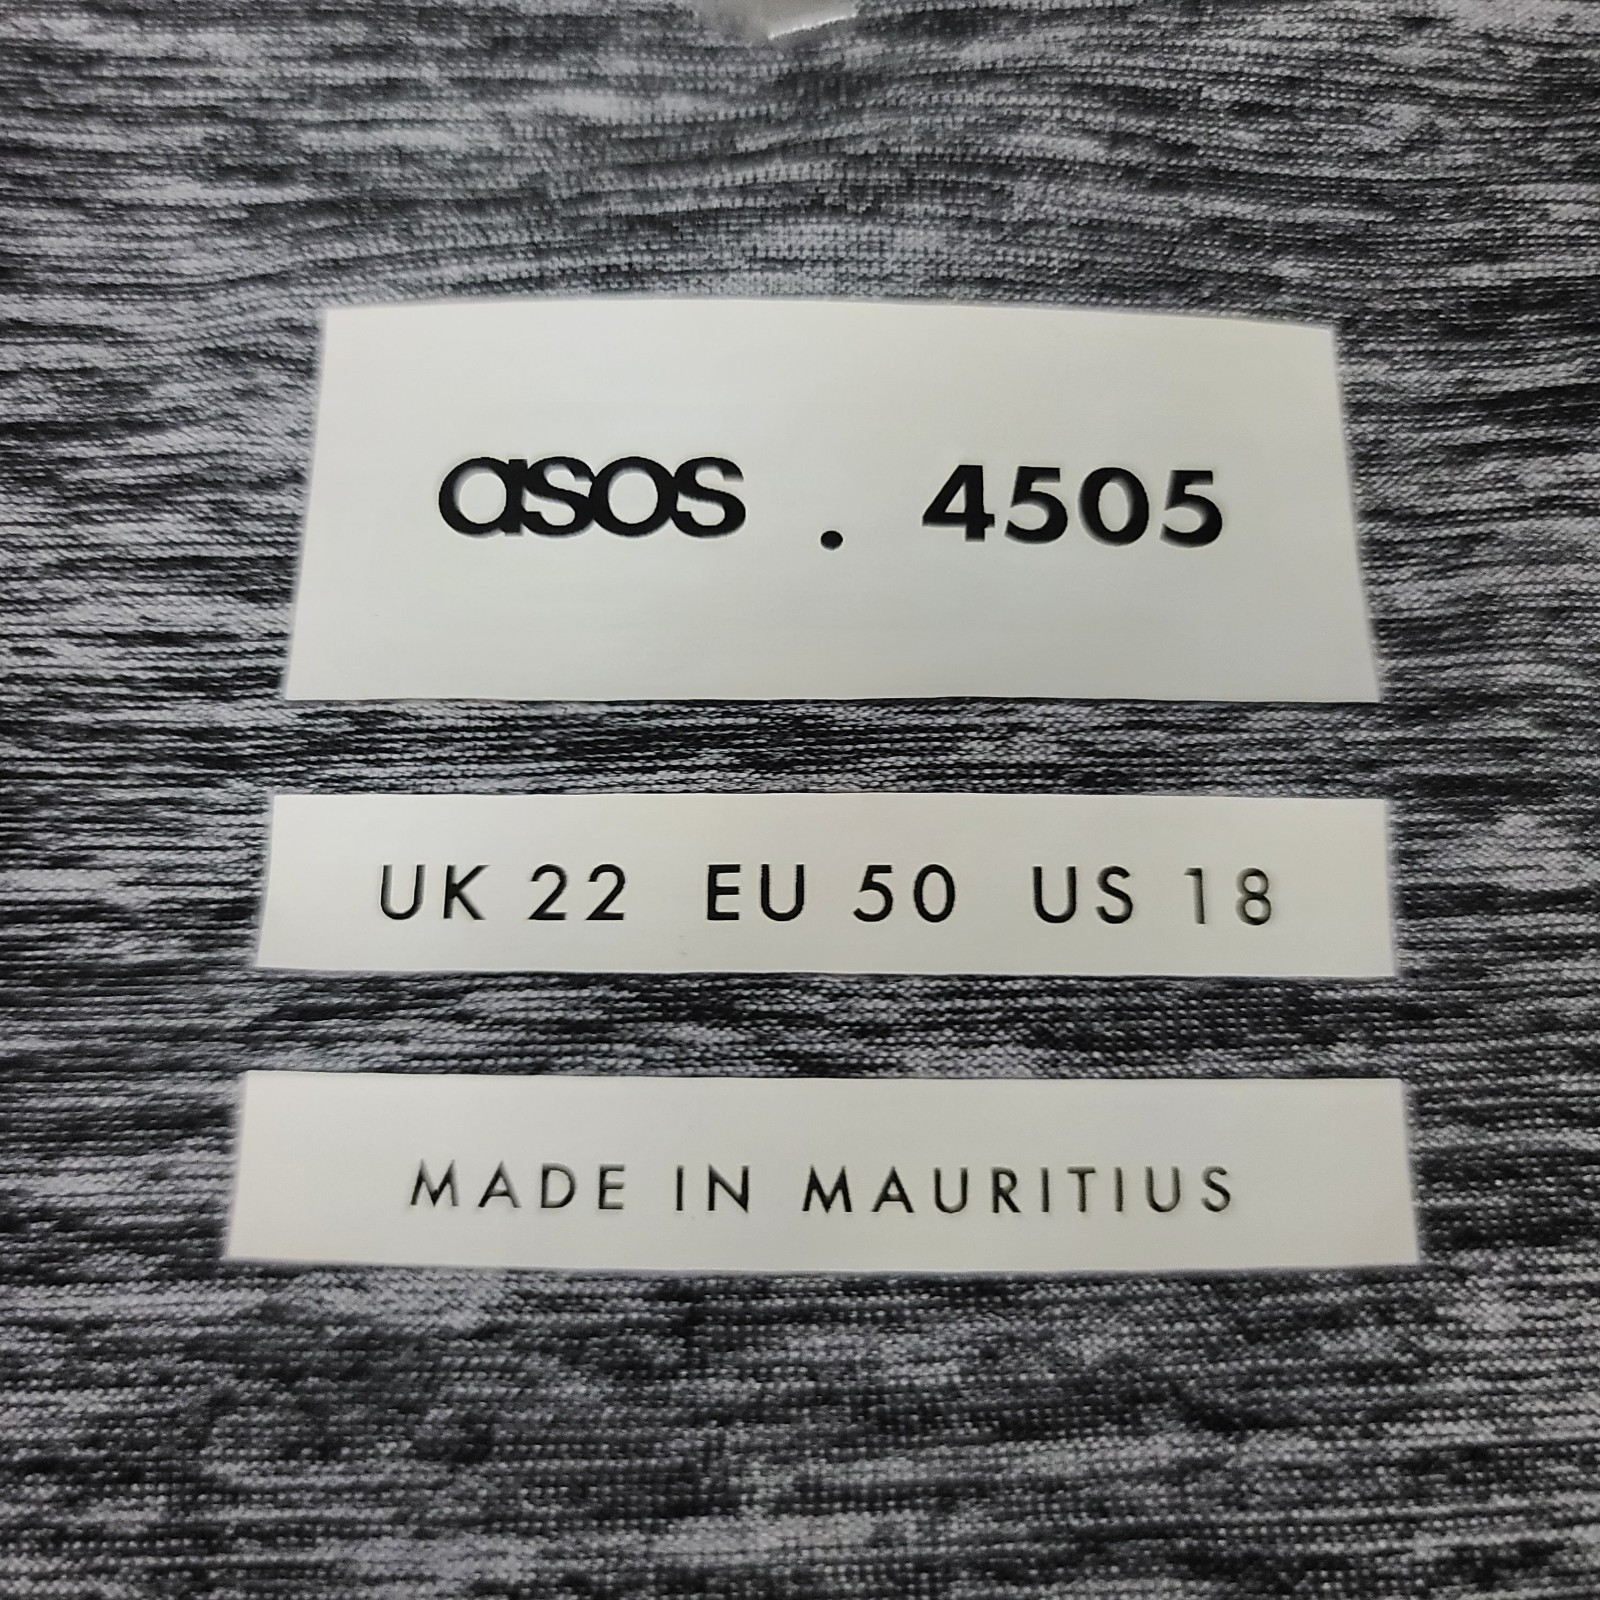 asos . 4505
UK 22 EU 50 US 18
MADE IN MAURITIUS